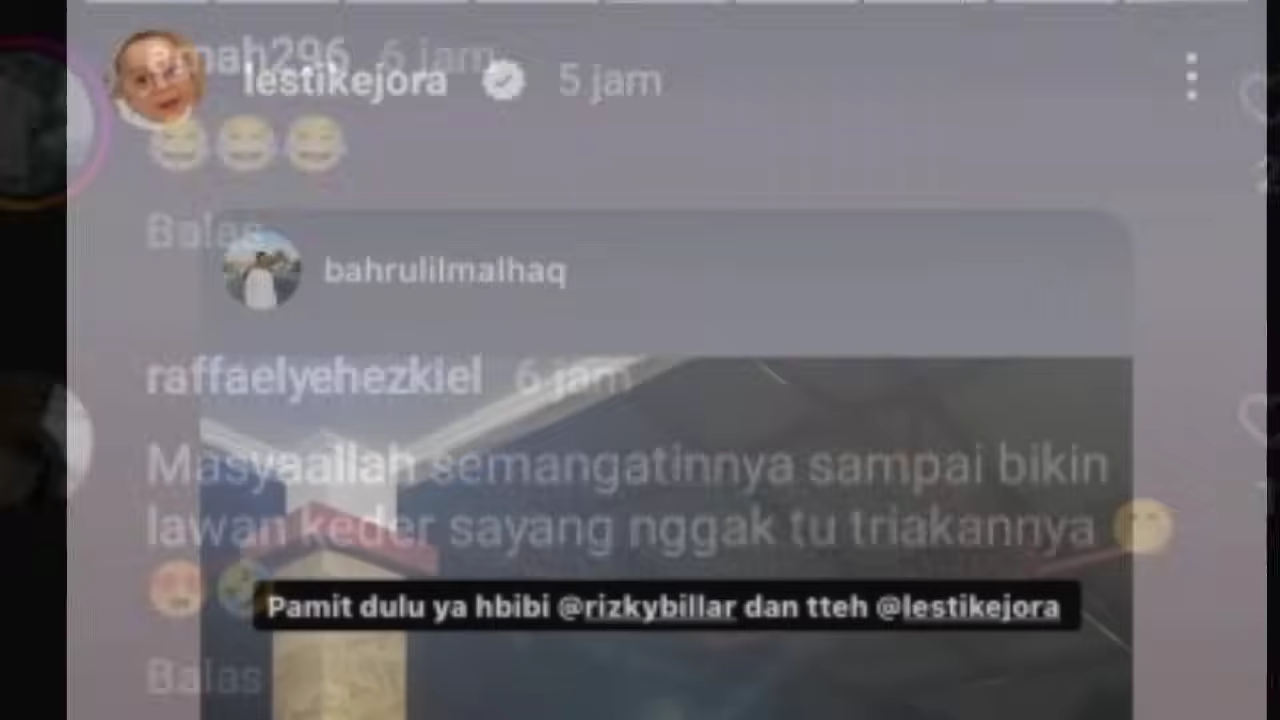 amah296 6 jam
lestikejora 5 jam
Balas
bahrulilmalhaq
raffaelyehezkiel 6 jam
Masyaallah semangatinnya sampai bikin
lawan keder sayang nggak tu triakannya
Pamit dulu ya hbibi @rizkybillar dan tteh @lestikejora
Balas